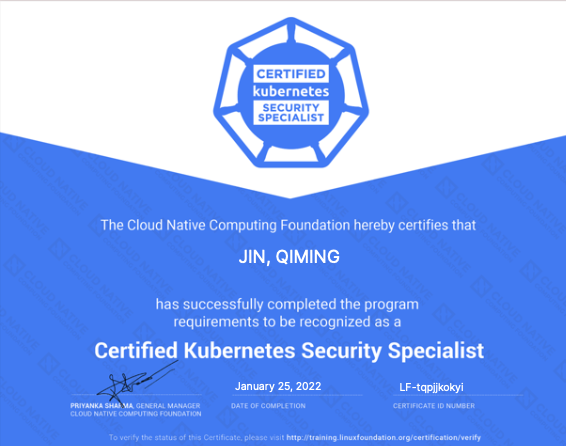 CERTIFIED
kubernetes
SECURITY
SPECIALIST
The Cloud Native Computing Foundation hereby certifies that
JIN, QIMING
has successfully completed the program
requirements to be recognized as a
Certified Kubernetes Security Specialist
January 25, 2022
LF-tqpjjkokyi
PRIYANKA SHARMA, GENERAL MANAGER
CLOUD NATIVE COMPUTING FOUNDATION
DATE OF COMPLETION
CERTIFICATE ID NUMBER
To verify the status of this Certificate, please visit http://training.linuxfoundation.org/certification/verify